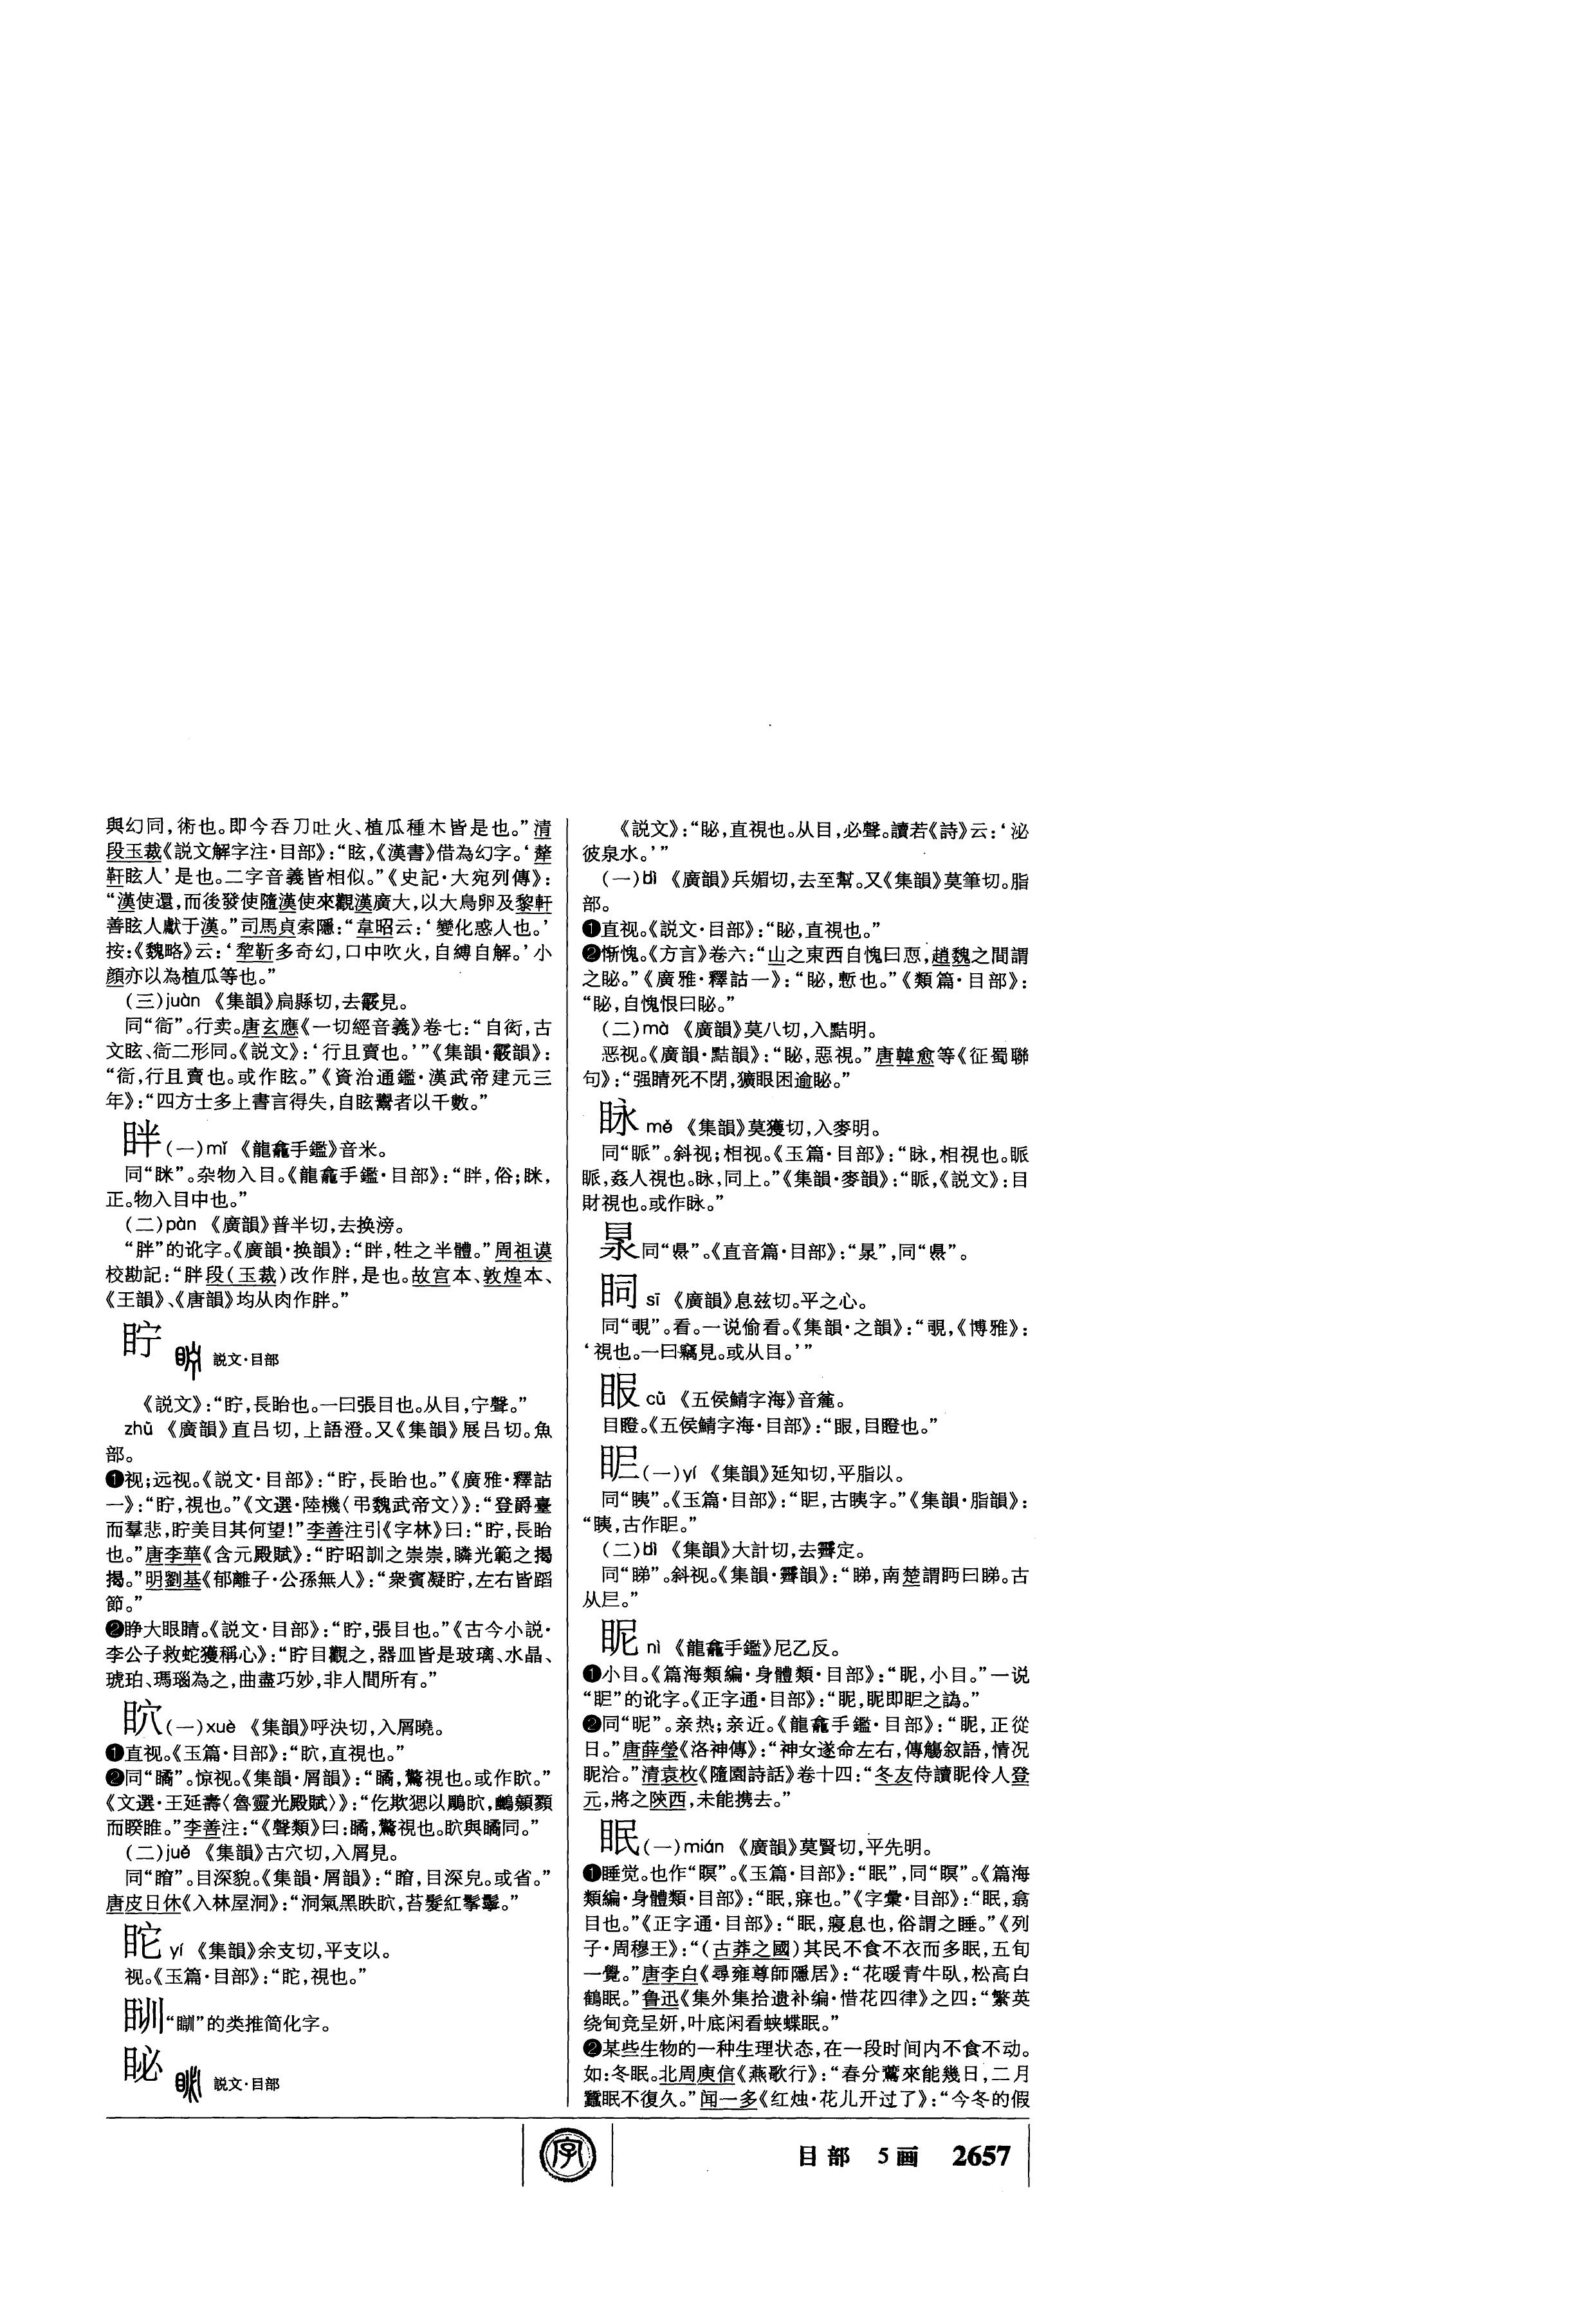 與幻同,術也。即今吞刀吐火、植瓜種木皆是也。”清
段玉裁《説文解字注·目部》:“眩,《漢書》借為幻字。‘犛
靬眩人’是也。二字音義皆相似。”《史記·大宛列傳》:
“漢使還,而後發使隨漢使來觀漢廣大,以大鳥卵及黎軒
善眩人獻于漢。”司馬貞索隱:“韋昭云:‘變化惑人也。’
按:《魏略》云:‘犂靳多奇幻,口中吹火,自縛自解。’小
顔亦以為植瓜等也。”
(三)juàn 《集韻》扃縣切,去霰見。
同“衒”。行卖。唐玄應《一切經音義》卷七:“自衒,古
文眩、衒二形同。《説文》:‘行且賣也。’”《集韻·霰韻》:
“衒,行且賣也。或作眩。”《資治通鑑·漢武帝建元三
年》:“四方士多上書言得失,自眩鬻者以千數。”
眫(一)mǐ 《龍龕手鑑》音米。
同“眯”。杂物入目。《龍龕手鑑·目部》:“眫,俗;眯,
正。物入目中也。”
(二)pàn 《廣韻》普半切,去换滂。
“胖”的讹字。《廣韻·换韻》:“眫,牲之半體。”周祖谟
校勘記:“眫段(玉裁)改作胖,是也。故宫本、敦煌本、
《王韻》、《唐韻》均从肉作胖。”
眝 説文·目部
《説文》:“眝,長眙也。一曰張目也。从目,宁聲。”
zhù 《廣韻》直吕切,上語澄。又《集韻》展吕切。魚
部。
❶视;远视。《説文·目部》:“眝,長眙也。”《廣雅·釋詁
一》:“眝,視也。”《文選·陸機〈弔魏武帝文〉》:“登爵臺
而羣悲,眝美目其何望!”李善注引《字林》曰:“眝,長眙
也。”唐李華《含元殿賦》:“眝昭訓之崇崇,瞵光範之揭
揭。”明劉基《郁離子·公孫無人》:“衆賓凝眝,左右皆蹈
節。”
❷睁大眼睛。《説文·目部》:“眝,張目也。”《古今小説·
李公子救蛇獲稱心》:“眝目觀之,器皿皆是玻璃、水晶、
琥珀、瑪瑙為之,曲盡巧妙,非人間所有。”
䀏(一)xuè 《集韻》呼決切,入屑曉。
❶直视。《玉篇·目部》:“䀏,直視也。”
❷同“瞲”。惊视。《集韻·屑韻》:“瞲,驚視也。或作䀏。”
《文選·王延壽〈魯靈光殿賦〉》:“仡欺㥓以鵰䀏,䫜顟
而睽睢。”李善注:“《聲類》曰:瞲,驚視也。䀏與瞲同。”
(二)juě 《集韻》古穴切,入屑見。
同“䁷”。目深貌。《集韻·屑韻》:“䁷,目深皃。或省。”
唐皮日休《入林屋洞》:“洞氣黑眣䀏,苔髮紅鬇鬡。”
䀋 yí 《集韻》余支切,平支以。
视。《玉篇·目部》:“䀋,視也。”
的类推简化字。
䀣 説文·目部
《説文》:“䀣,直視也。从目,必聲。讀若《詩》云:‘泌
彼泉水。’”
(一)bì 《廣韻》兵媚切,去至幫。又《集韻》莫筆切。脂
部。
❶直视。《説文·目部》:“䀣,直視也。”
❷惭愧。《方言》卷六:“山之東西自愧曰恧,趙魏之間謂
之䀣。”《廣雅·釋詁一》:“䀣,慙也。”《類篇·目部》:
“䀣,自愧恨曰䀣。”
(二)mà 《廣韻》莫八切,入黠明。
恶视。《廣韻·黠韻》:“䀣,惡視。”唐韓愈等《征蜀聯
句》:“强睛死不閉,獷眼困逾䀣。”
眿 mè 《集韻》莫獲切,入麥明。
同“脈”。斜视;相视。《玉篇·目部》:“眿,相視也。脈
脈,姦人視也。眿,同上。”《集韻·麥韻》:“脈,《説文》:目
財視也。或作眿。”
同“㬎”。《直音篇·目部》:同“㬎”。
䀢 sī 《廣韻》息兹切。平之心。
同“覗”。看。一说偷看。《集韻·之韻》:“覗,《博雅》:
‘視也。一曰竊見。或从目。’”
cǔ 《五侯鯖字海》音麄。
目瞪。《五侯鯖字海·目部》:目瞪也。”
眤(一)yí 《集韻》延知切,平脂以。
同“眱”。《玉篇·目部》:古眱字。”《集韻·脂韻》:
“眱,古作
(二)dì 《集韻》大計切,去霽定。
同“睇”。斜视。《集韻·霽韻》:“睇,南楚謂眄曰睇。古
从𡰥。”
眤 nì 《龍龕手鑑》尼乙反。
❶小目。《篇海類編·身體類·目部》:“眤,小目。”一说
的讹字。《正字通·目部》:“眤,眤即之譌。”
❷同“昵”。亲热;亲近。《龍龕手鑑·目部》:“眤,正從
日。”唐薛瑩《洛神傳》:“神女遂命左右,傳觴叙語,情况
眤洽。”清袁枚《隨園詩話》卷十四:“冬友侍讀眤伶人登
元,將之陝西,未能携去。”
眠(一)mián 《廣韻》莫賢切,平先明。
❶睡觉。也作“瞑”。《玉篇·目部》:“眠”,同“瞑”。《篇海
類編·身體類·目部》:“眠,寐也。”《字彙·目部》:“眠,翕
目也。”《正字通·目部》:“眠,寢息也,俗謂之睡。”《列
子·周穆王》:“(古莽之國)其民不食不衣而多眠,五旬
一覺。”唐李白《尋雍尊師隱居》:“花暖青牛臥,松高白
鶴眠。”鲁迅《集外集拾遗补编·惜花四律》之四:“繁英
绕甸竞呈妍,叶底闲看蛱蝶眠。”
❷某些生物的一种生理状态,在一段时间内不食不动。
如:冬眠。北周庾信《燕歌行》:“春分鷰來能幾日,二月
蠶眠不復久。”闻一多《红烛·花儿开过了》:“今冬的假
字
目部 5画 2657